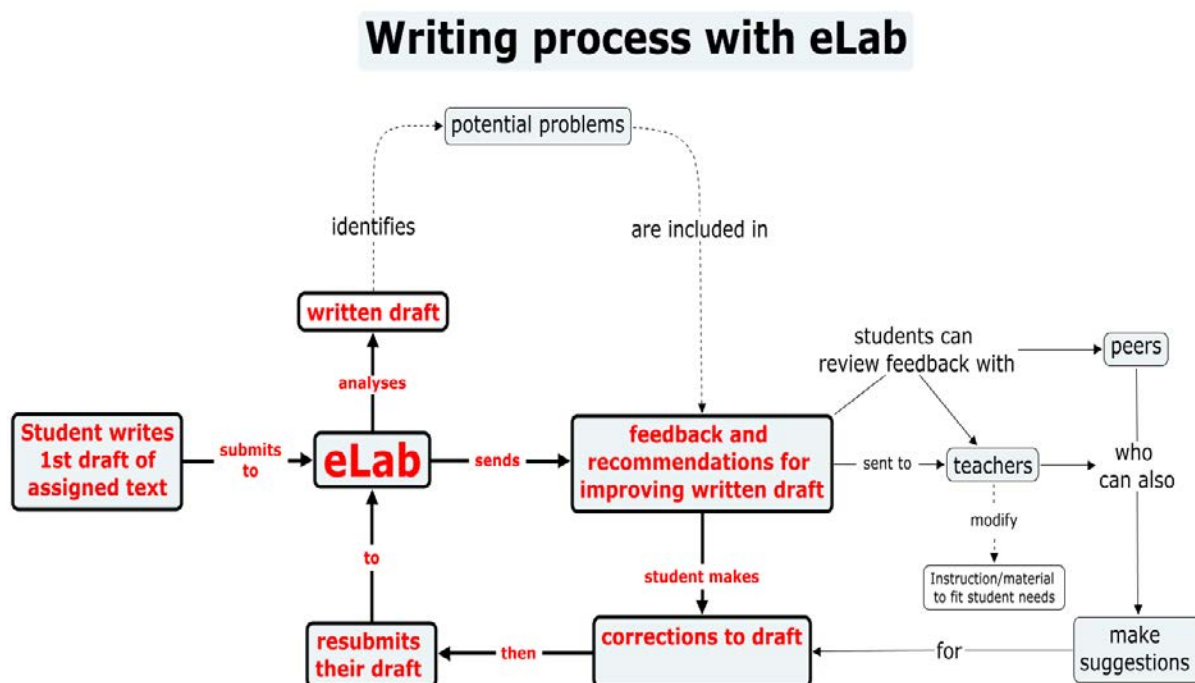 Writing process with eLab
potential problems
identifies
are included in
written draft
students can
review feedback with
peers
analyses
Student writes
1st draft of
assigned text
submits
to
eLab
sends
feedback and
recommendations for
improving written draft
sent to
teachers
who
can also
modify
Instruction/material
to fit student needs
to
student makes
resubmits
their draft
then
corrections to draft
for
make
suggestions